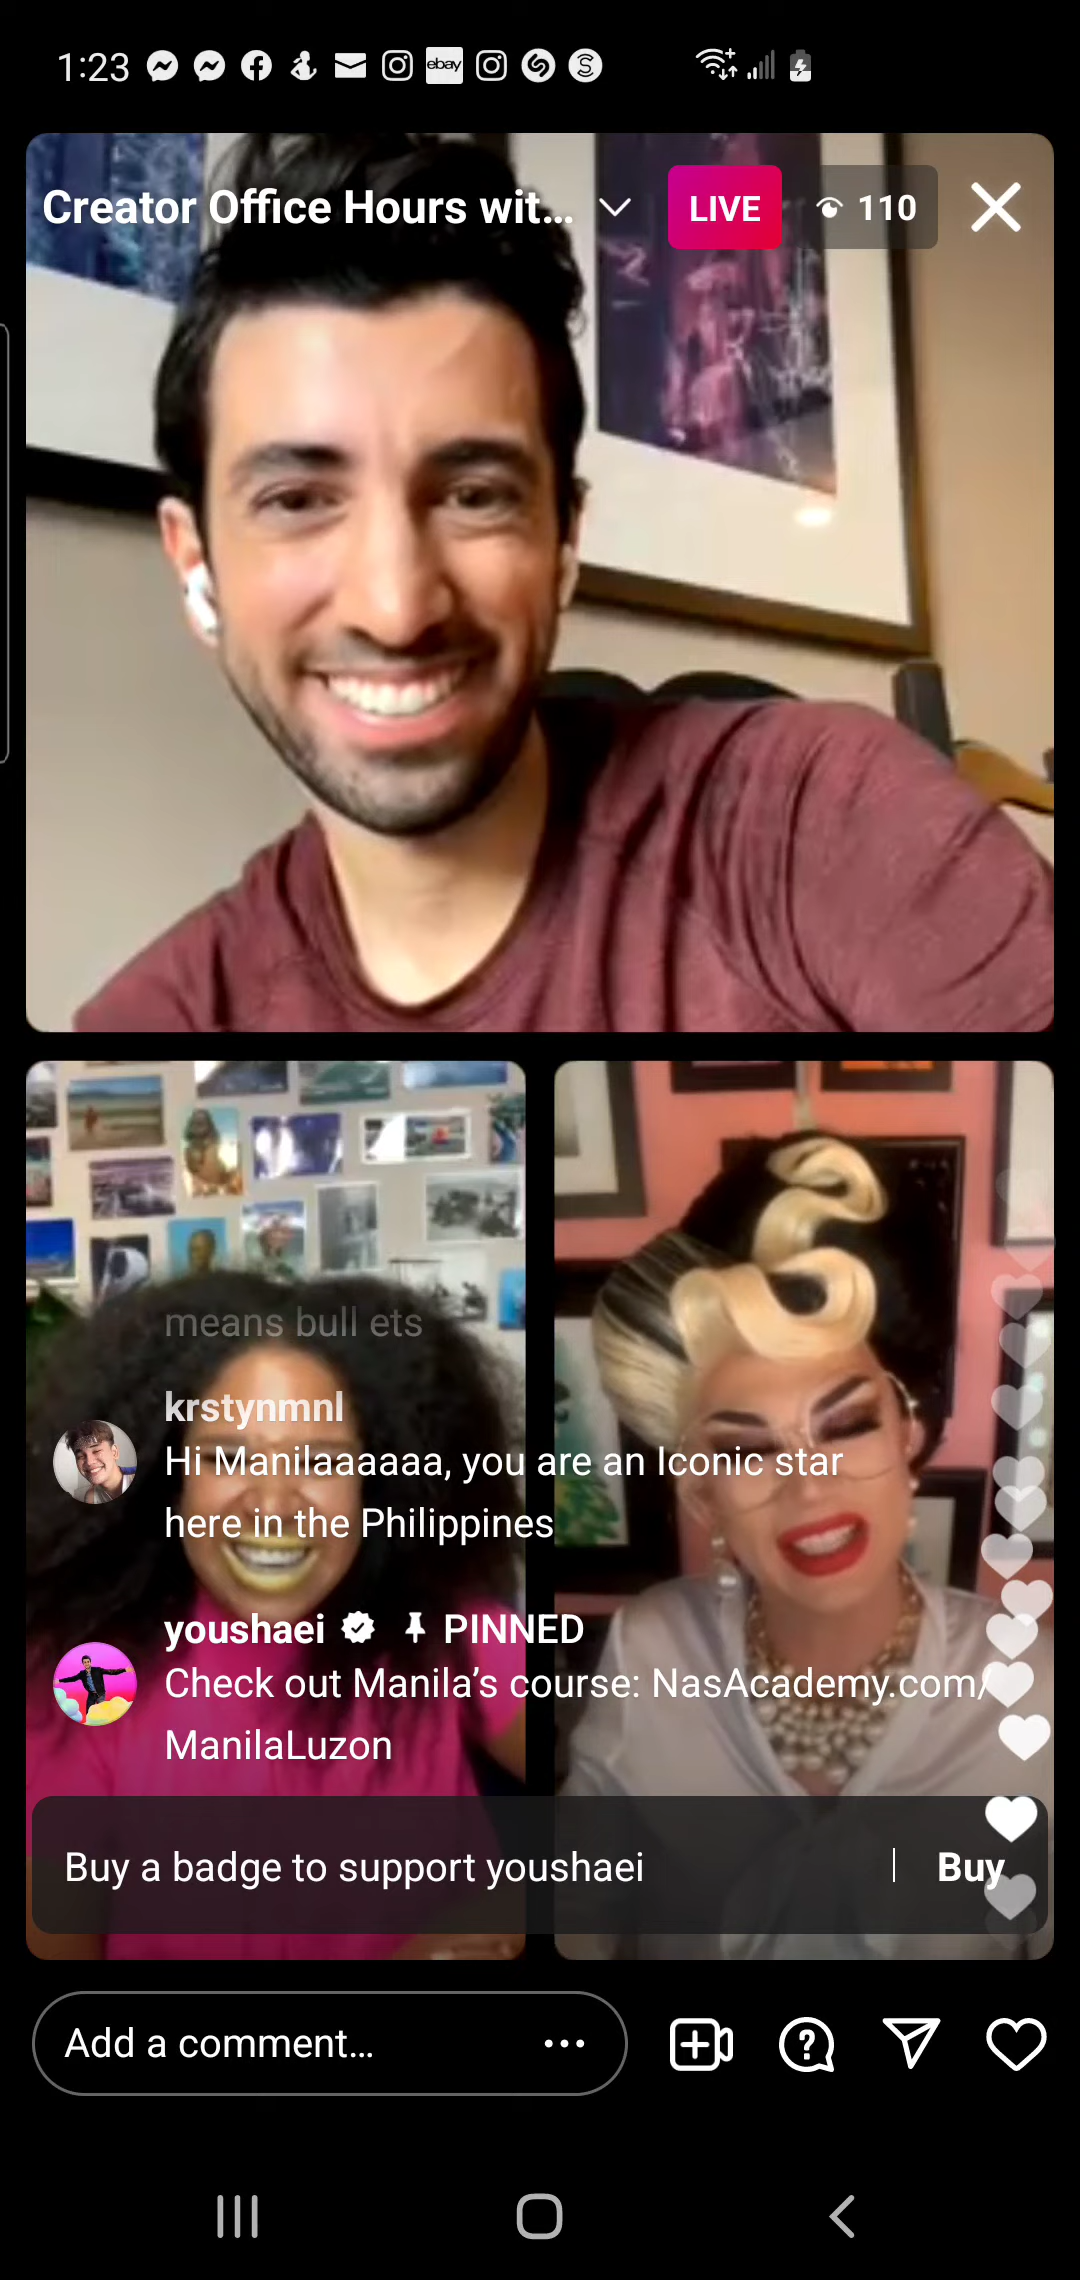 1:23 ebay
Creator Office Hours wit... LIVE 110
means bull ets
krstynmnl
Hi Manilaaaaaa, you are an Iconic star
here in the Philippines
youshaei PINNED
Check out Manila’s course: NasAcademy.com/
ManilaLuzon
Buy a badge to support youshaei | Buy
Add a comment...